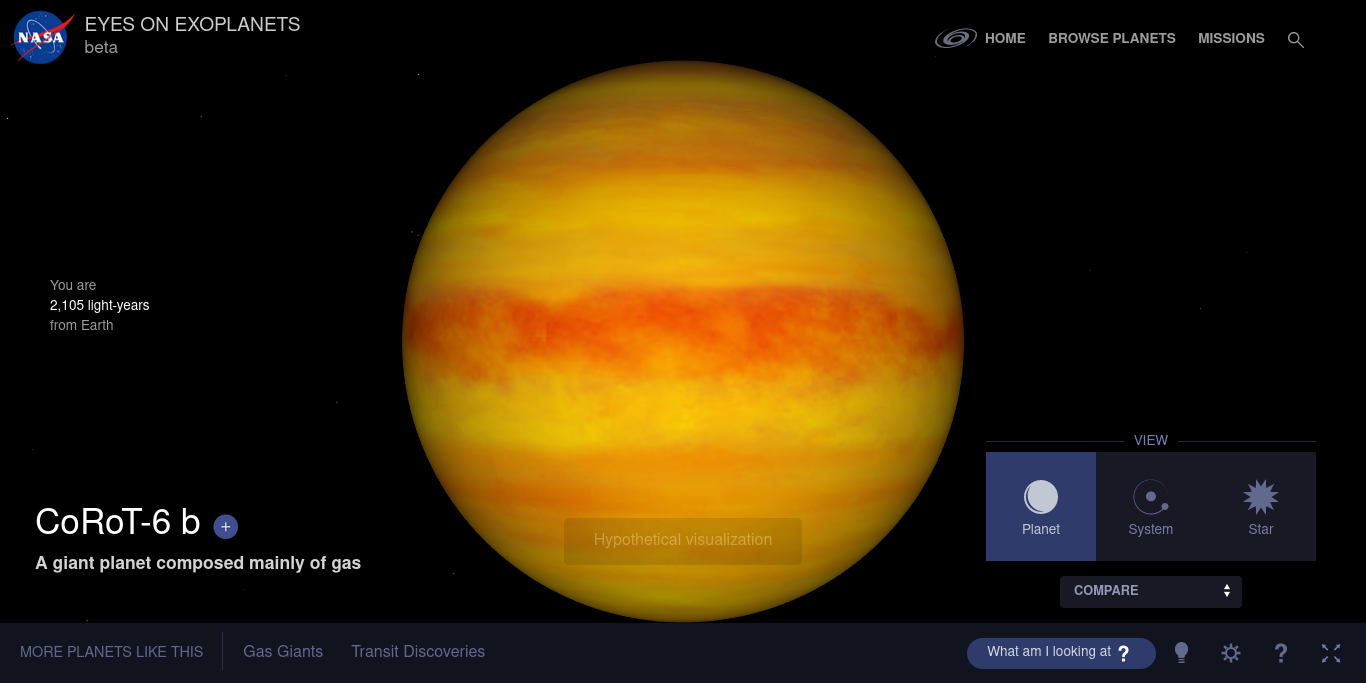 NASA
EYES ON EXOPLANETS
beta
HOME
BROWSE PLANETS
MISSIONS
You are
2,105 light-years
from Earth
VIEW
Planet
System
Star
COMPARE
CoRoT-6 b +
A giant planet composed mainly of gas
Hypothetical visualization
MORE PLANETS LIKE THIS
Gas Giants
Transit Discoveries
What am I looking at ?
?